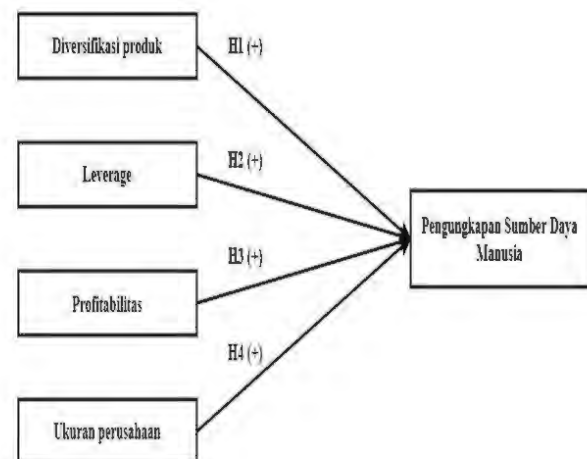 Diversifikasi produk
H1 (+)
Leverage
H2 (+)
Pengungkapan Sumber Daya
Manusia
H3 (+)
Profitabilitas
H4 (+)
Ukuran perusahaan